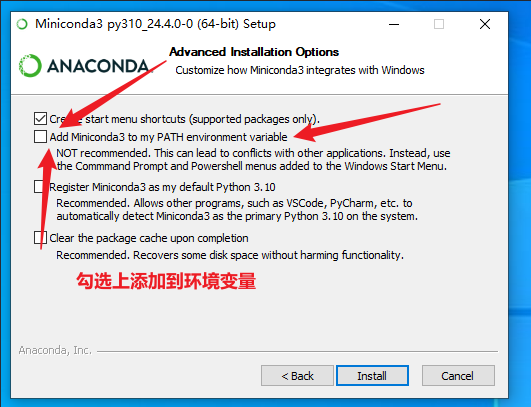 Miniconda3 py310_24.4.0-0 (64-bit) Setup
Advanced Installation Options
Customize how Miniconda3 integrates with Windows
ANACONDA
Create start menu shortcuts (supported packages only).
Add Miniconda3 to my PATH environment variable
NOT recommended. This can lead to conflicts with other applications. Instead, use
the Commmand Prompt and Powershell menus added to the Windows Start Menu.
Register Miniconda3 as my default Python 3.10
Recommended. Allows other programs, such as VSCode, PyCharm, etc. to
automatically detect Miniconda3 as the primary Python 3.10 on the system.
Clear the package cache upon completion
Recommended. Recovers some disk space without harming functionality.
勾选上添加到环境变量
Anaconda, Inc.
< Back
Install
Cancel